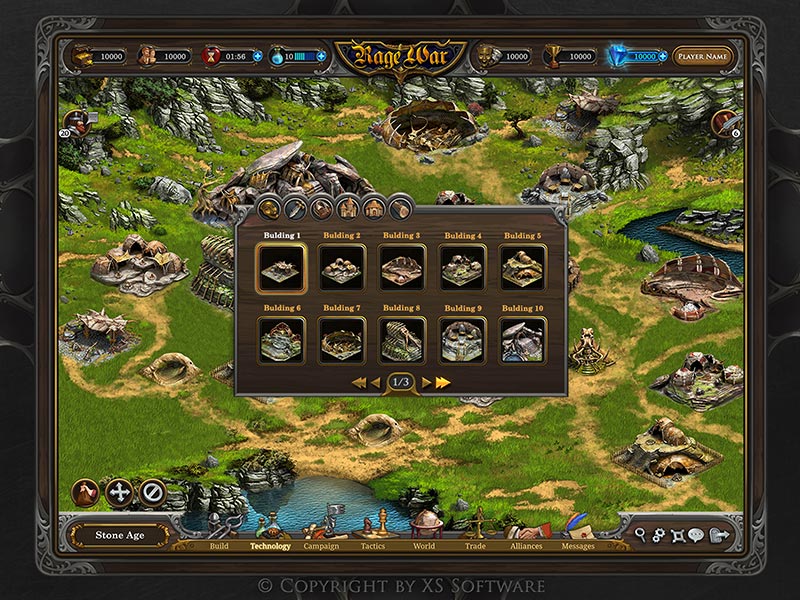 10000
10000
01:56
10
Rage War
10000
10000
10000
PLAYER NAME
20
6
Bulding 1
Bulding 2
Bulding 3
Bulding 4
Bulding 5
Bulding 6
Bulding 7
Bulding 8
Bulding 9
Bulding 10
1/3
Stone Age
Build
Technology
Campaign
Tactics
World
Trade
Alliances
Messages
© COPYRIGHT BY XS SOFTWARE